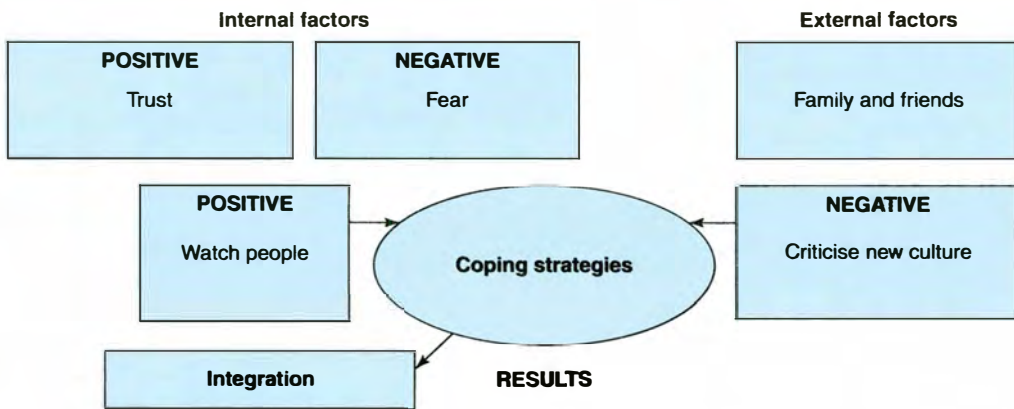 Internal factors
External factors
POSITIVE
Trust
NEGATIVE
Fear
Family and friends
POSITIVE
Watch people
Coping strategies
NEGATIVE
Criticise new culture
Integration
RESULTS